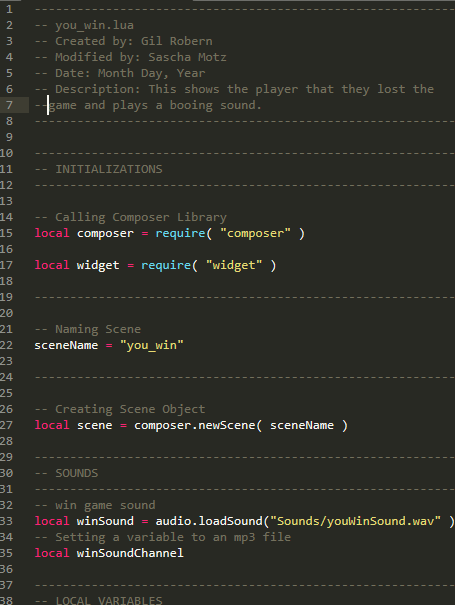 1 -----------------------------------------------------------
2 -- you_win.lua
3 -- Created by: Gil Robern
4 -- Modified by: Sascha Motz
5 -- Date: Month Day, Year
6 -- Description: This shows the player that they lost the
7 --game and plays a booing sound.
8 -----------------------------------------------------------
9
10 -----------------------------------------------------------
11 -- INITIALIZATIONS
12 -----------------------------------------------------------
13
14 -- Calling Composer Library
15 local composer = require( "composer" )
16
17 local widget = require( "widget" )
18
19 -----------------------------------------------------------
20
21 -- Naming Scene
22 sceneName = "you_win"
23
24 -----------------------------------------------------------
25
26 -- Creating Scene Object
27 local scene = composer.newScene( sceneName )
28
29 -----------------------------------------------------------
30 -- SOUNDS
31 -----------------------------------------------------------
32 -- win game sound
33 local winSound = audio.loadSound("Sounds/youWinSound.wav" )
34 -- Setting a variable to an mp3 file
35 local winSoundChannel
36
37 -----------------------------------------------------------
38 -- LOCAL VARIABLES